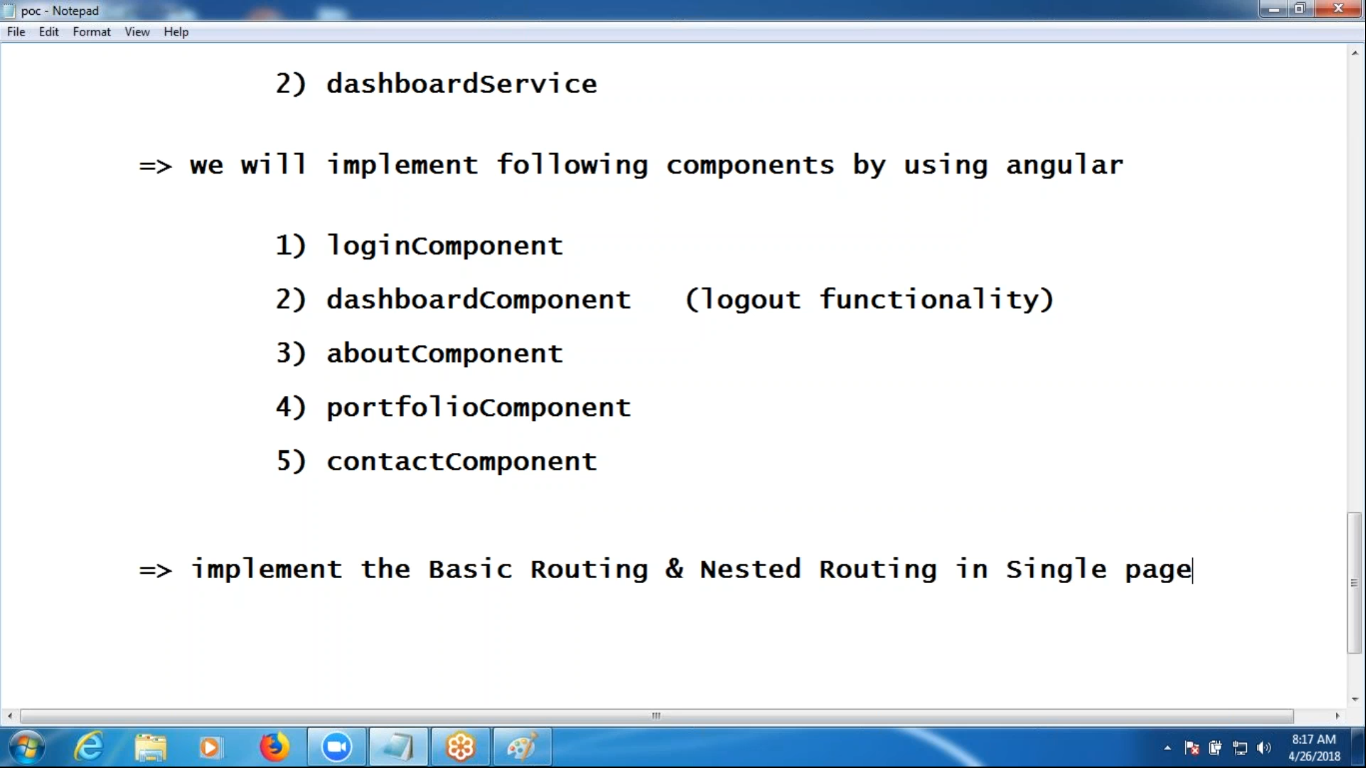 poc - Notepad
File Edit Format View Help
2) dashboardService
=> we will implement following components by using angular
1) loginComponent
2) dashboardComponent (logout functionality)
3) aboutComponent
4) portfolioComponent
5) contactComponent
=> implement the Basic Routing & Nested Routing in Single page
8:17 AM
4/26/2018